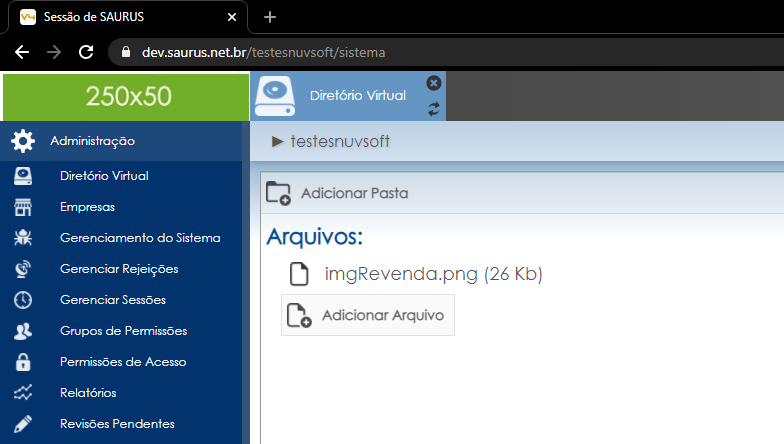 Sessão de SAURUS
dev.saurus.net.br/testesnuvsoft/sistema
250x50
Diretório Virtual
Administração
testesnuvsoft
Diretório Virtual
Empresas
Gerenciamento do Sistema
Gerenciar Rejeições
Gerenciar Sessões
Grupos de Permissões
Permissões de Acesso
Relatórios
Revisões Pendentes
Adicionar Pasta
Arquivos:
imgRevenda.png (26 Kb)
Adicionar Arquivo